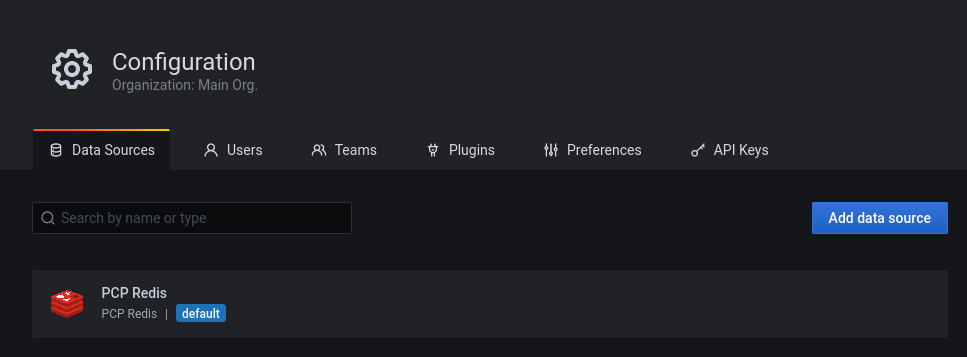 Configuration
Organization: Main Org.
Data Sources Users Teams Plugins Preferences API Keys
Search by name or type Add data source
PCP Redis
PCP Redis | default